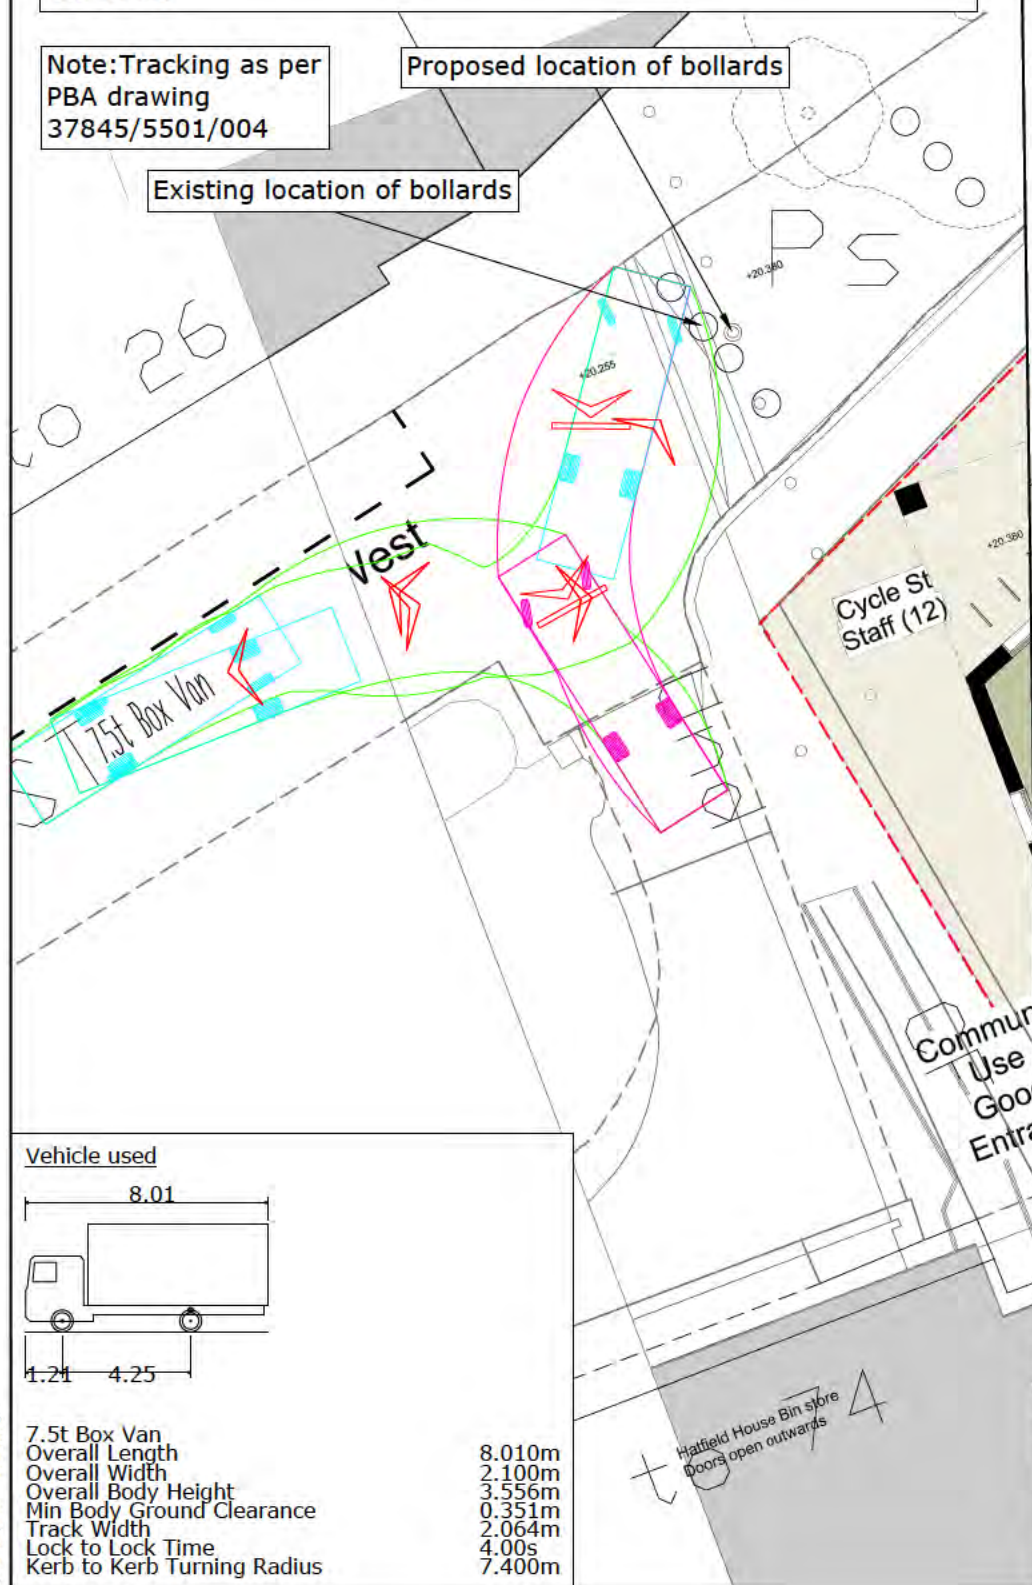 Note:Tracking as per
PBA drawing
37845/5501/004
Proposed location of bollards
Existing location of bollards
PS
+20.380
26
+20.255
to
Vest
+20.380
Cycle St
Staff (12)
7.5t Box Van
Commun
Use
Goo
Entra
Vehicle used
8.01
1.21
4.25
7.5t Box Van
Overall Length 8.010m
Overall Width 2.100m
Overall Body Height 3.556m
Min Body Ground Clearance 0.351m
Track Width 2.064m
Lock to Lock Time 4.00s
Kerb to Kerb Turning Radius 7.400m
to 74
Hatfield House Bin store
Doors open outwards